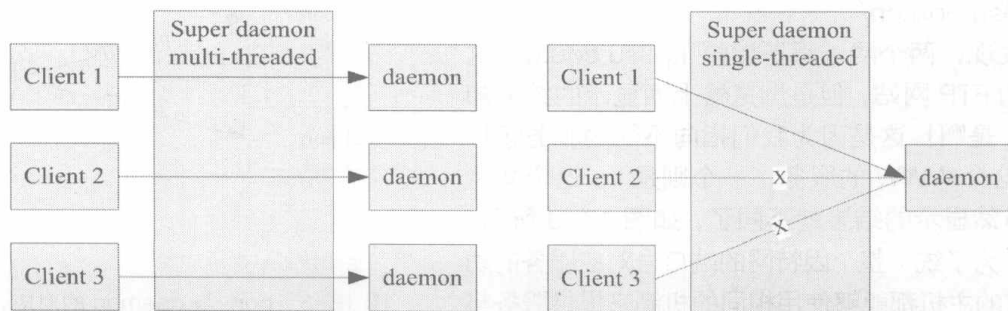 Super daemon
multi-threaded
Client 1
daemon
Client 2
daemon
Client 3
daemon
Super daemon
single-threaded
Client 1
Client 2
X
daemon
X
Client 3